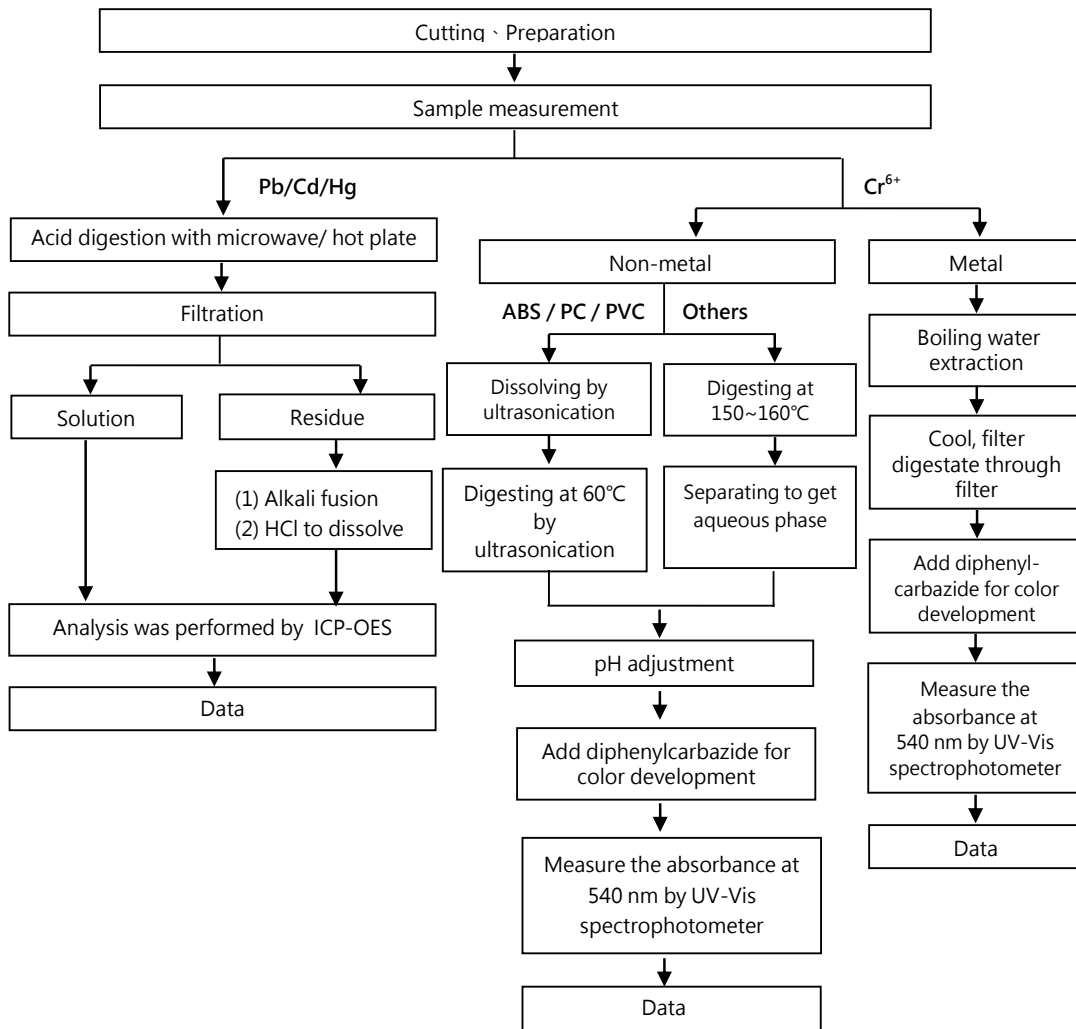 Cutting、Preparation
Sample measurement
Pb/Cd/Hg
Cr⁶⁺
Acid digestion with microwave/ hot plate
Filtration
Solution
Residue
(1) Alkali fusion
(2) HCl to dissolve
Analysis was performed by ICP-OES
Data
Non-metal
ABS / PC / PVC
Others
Dissolving by
ultrasonication
Digesting at
150~160℃
Digesting at 60℃
by
ultrasonication
Separating to get
aqueous phase
pH adjustment
Add diphenylcarbazide for
color development
Measure the absorbance at
540 nm by UV-Vis
spectrophotometer
Data
Metal
Boiling water
extraction
Cool, filter
digestate through
filter
Add diphenyl-
carbazide for color
development
Measure the
absorbance at
540 nm by UV-Vis
spectrophotometer
Data